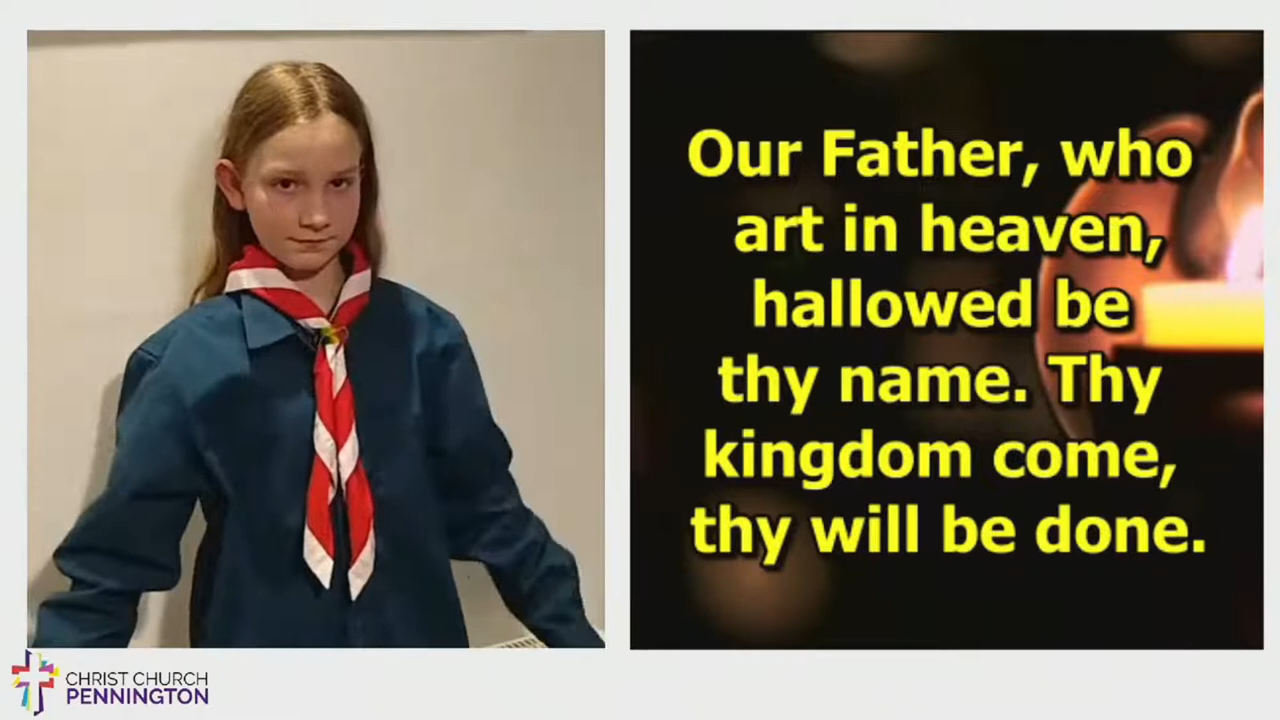 Our Father, who
art in heaven,
hallowed be
thy name. Thy
kingdom come,
thy will be done.
CHRIST CHURCH
PENNINGTON